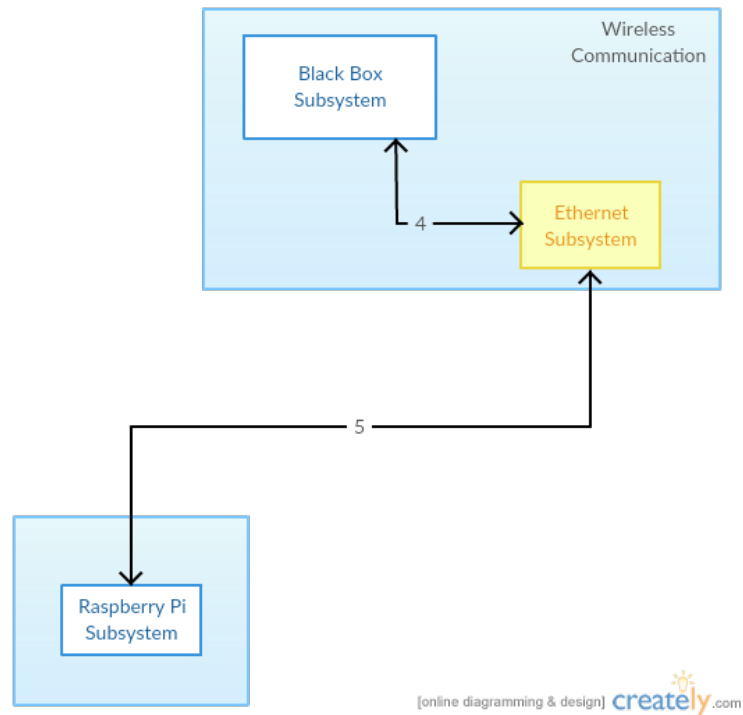 Wireless
Communication
Black Box
Subsystem
Ethernet
Subsystem
4
5
Raspberry Pi
Subsystem
[online diagramming & design] creately.com